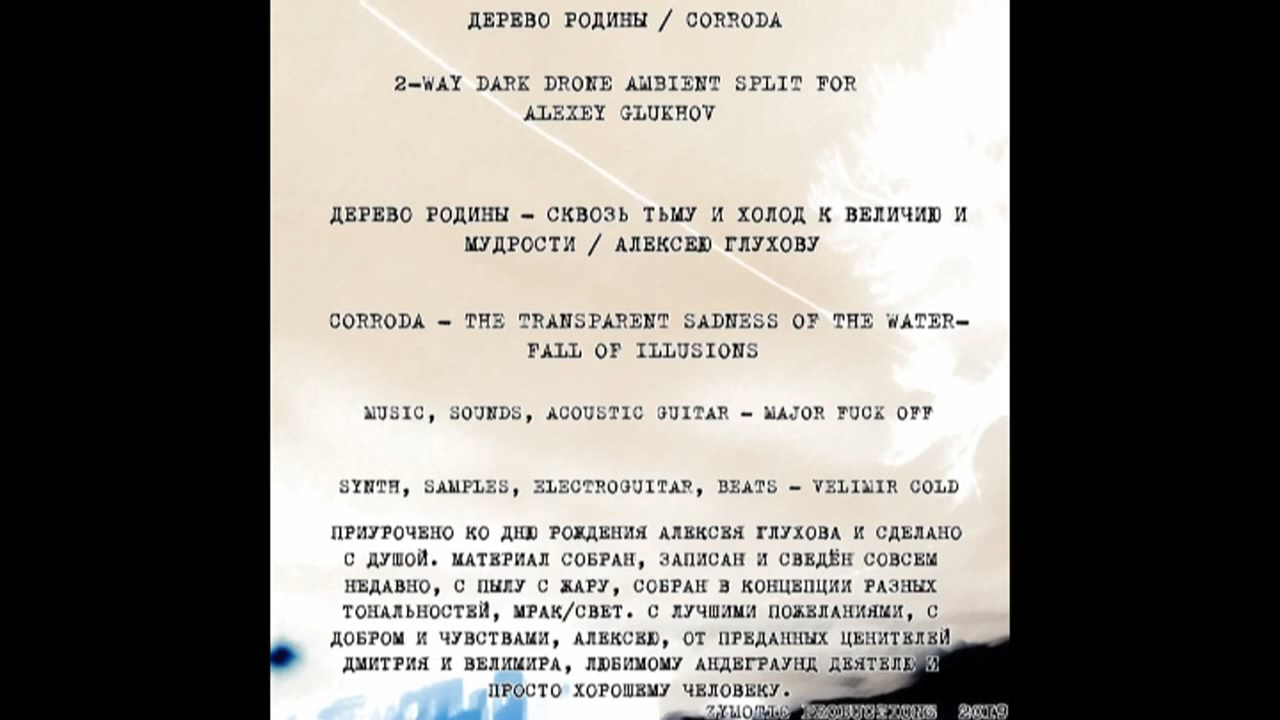 ДЕРЕВО РОДИНЫ / CORRODA
2-WAY DARK DRONE AMBIENT SPLIT FOR
ALEXEY GLUKHOV
ДЕРЕВО РОДИНЫ - СКВОЗЬ ТЬМУ И ХОЛОД К ВЕЛИЧИЮ И
МУДРОСТИ / АЛЕКСЕЮ ГЛУХОВУ
CORRODA - THE TRANSPARENT SADNESS OF THE WATER-
FALL OF ILLUSIONS
MUSIC, SOUNDS, ACOUSTIC GUITAR - MAJOR FUCK OFF
SYNTH, SAMPLES, ELECTROGUITAR, BEATS - VELIMIR COLD
ПРИУРОЧЕНО КО ДНЮ РОЖДЕНИЯ АЛЕКСЕЯ ГЛУХОВА И СДЕЛАНО
С ДУШОЙ. МАТЕРИАЛ СОБРАН, ЗАПИСАН И СВЕДЁН СОВСЕМ
НЕДАВНО, С ПЫЛУ С ЖАРУ, СОБРАН В КОНЦЕПЦИИ РАЗНЫХ
ТОНАЛЬНОСТЕЙ, МРАК/СВЕТ. С ЛУЧШИМИ ПОЖЕЛАНИЯМИ, С
ДОБРОМ И ЧУВСТВАМИ, АЛЕКСЕЮ, ОТ ПРЕДАННЫХ ЦЕНИТЕЛЕЙ
ДМИТРИЯ И ВЕЛИМИРА, ЛЮБИМОМУ АНДЕГРАУНД ДЕЯТЕЛЮ И
ПРОСТО ХОРОШЕМУ ЧЕЛОВЕКУ.
ZYMOTIC PRODUCTIONS 2019